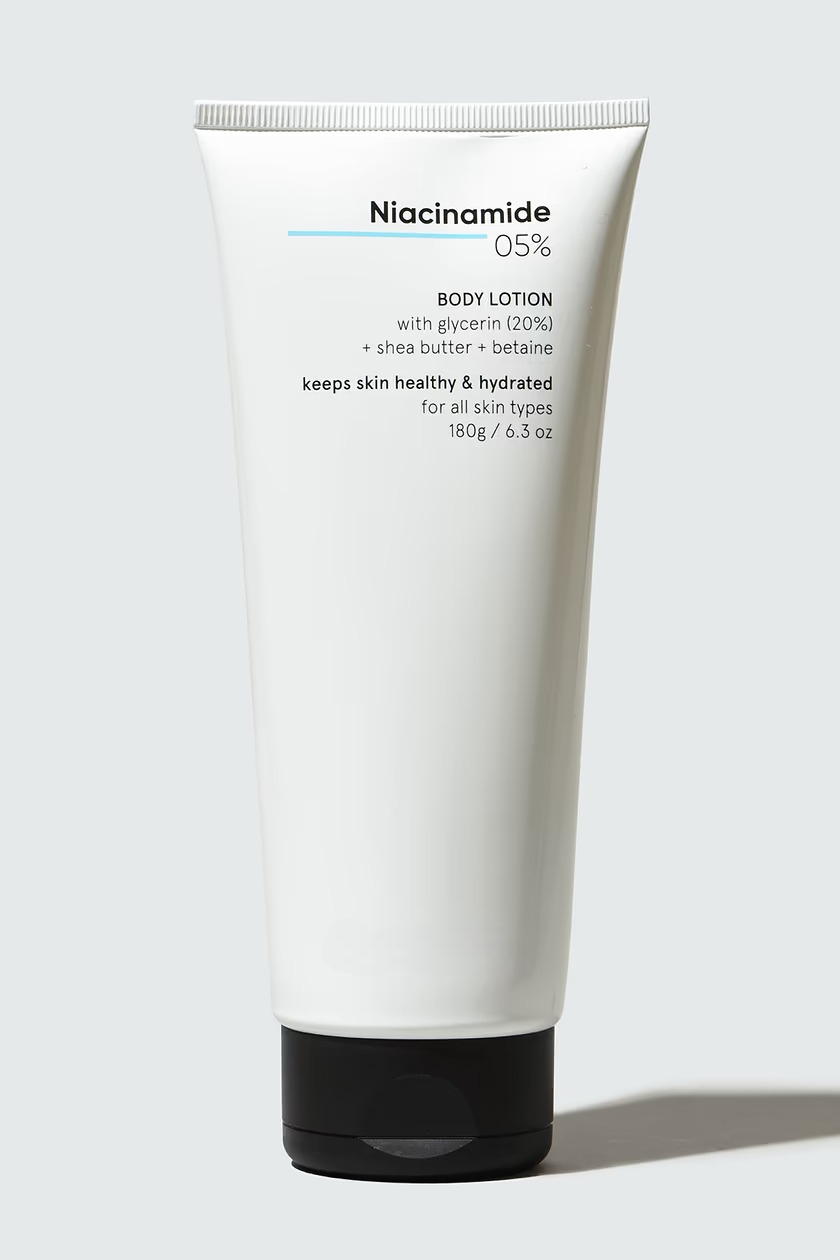 Niacinamide
05%
BODY LOTION
with glycerin (20%)
+ shea butter + betaine
keeps skin healthy & hydrated
for all skin types
180g / 6.3 oz